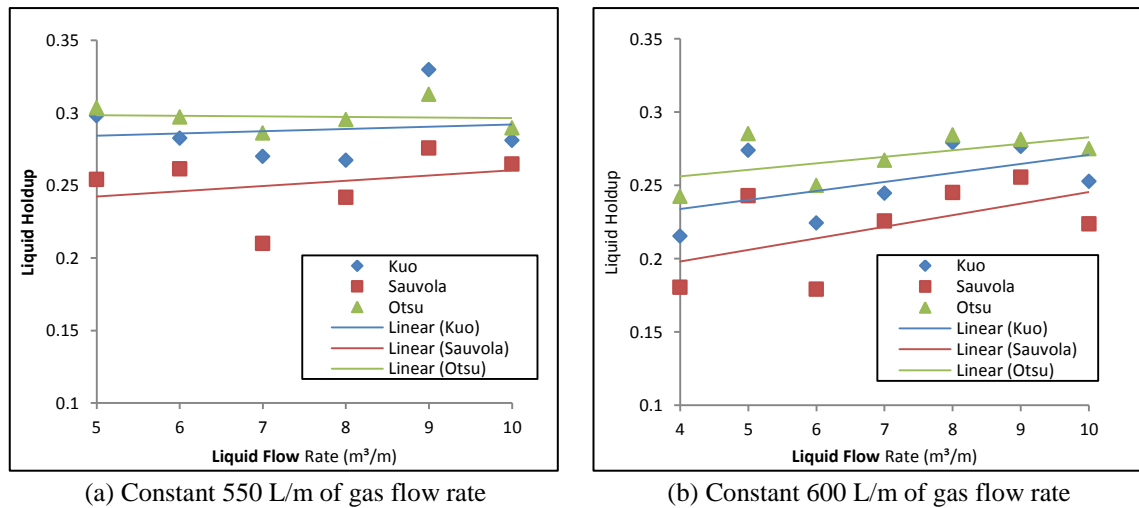 0.35
0.3
0.25
0.2
0.15
0.1
Liquid Holdup
Kuo
Sauvola
Otsu
Linear (Kuo)
Linear (Sauvola)
Linear (Otsu)
5 6 7 8 9 10
Liquid Flow Rate (m³/m)
(a) Constant 550 L/m of gas flow rate
0.35
0.3
0.25
0.2
0.15
0.1
Liquid Holdup
Kuo
Sauvola
Otsu
Linear (Kuo)
Linear (Sauvola)
Linear (Otsu)
4 5 6 7 8 9 10
Liquid Flow Rate (m³/m)
(b) Constant 600 L/m of gas flow rate